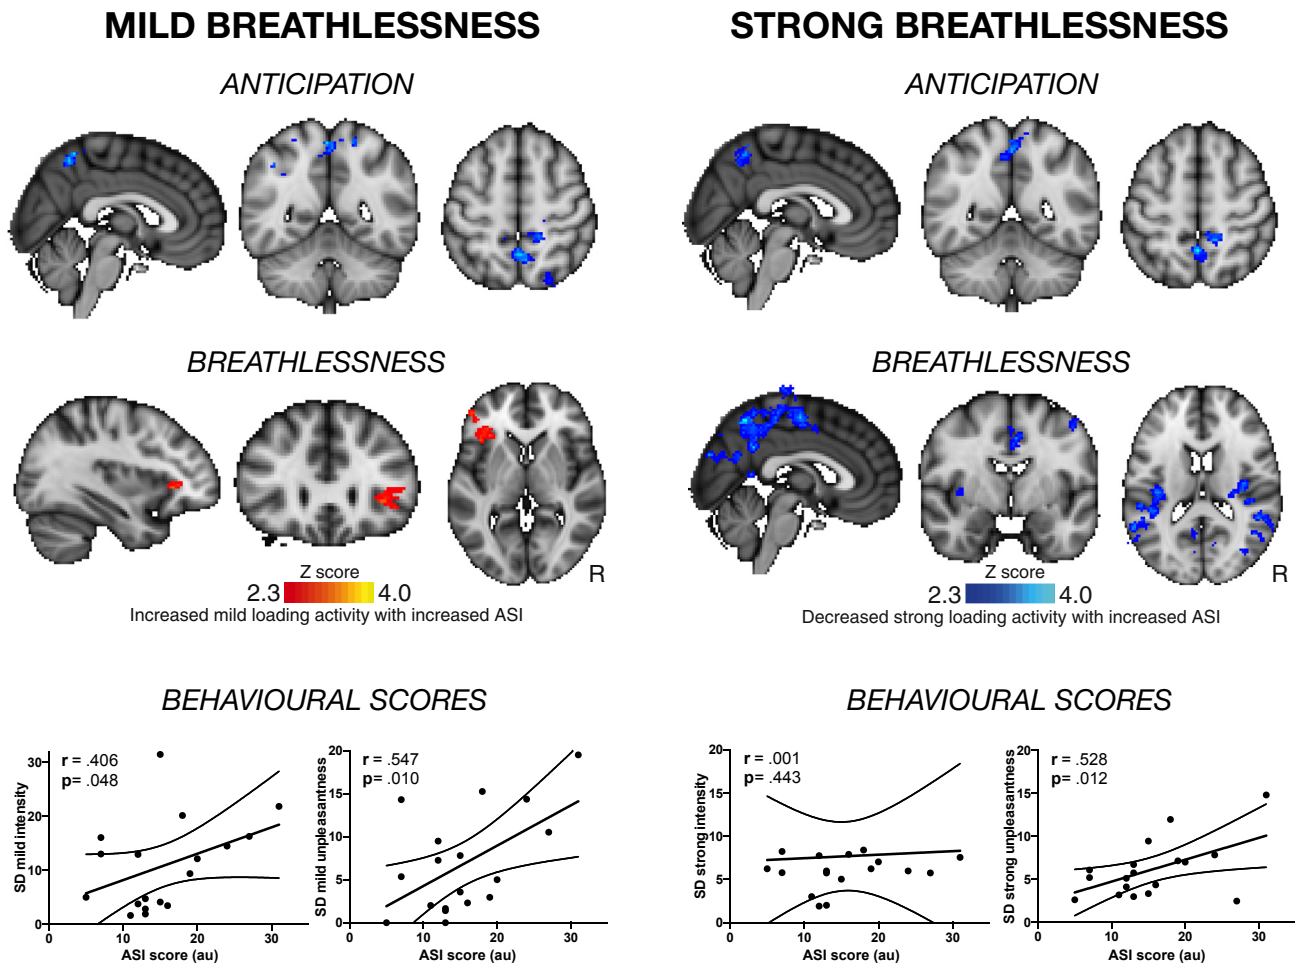 MILD BREATHLESSNESS
ANTICIPATION
BREATHLESSNESS
R
Z score
2.3 4.0
Increased mild loading activity with increased ASI
BEHAVIOURAL SCORES
r = .406
p= .048
SD mild intensity
30
20
10
0
0 10 20 30
ASI score (au)
r = .547
p= .010
SD mild unpleasantness
20
15
10
5
0
0 10 20 30
ASI score (au)
STRONG BREATHLESSNESS
ANTICIPATION
BREATHLESSNESS
R
Z score
2.3 4.0
Decreased strong loading activity with increased ASI
BEHAVIOURAL SCORES
r = .001
p= .443
SD strong intensity
20
15
10
5
0
0 10 20 30
ASI score (au)
r = .528
p= .012
SD strong unpleasantness
20
15
10
5
0
0 10 20 30
ASI score (au)